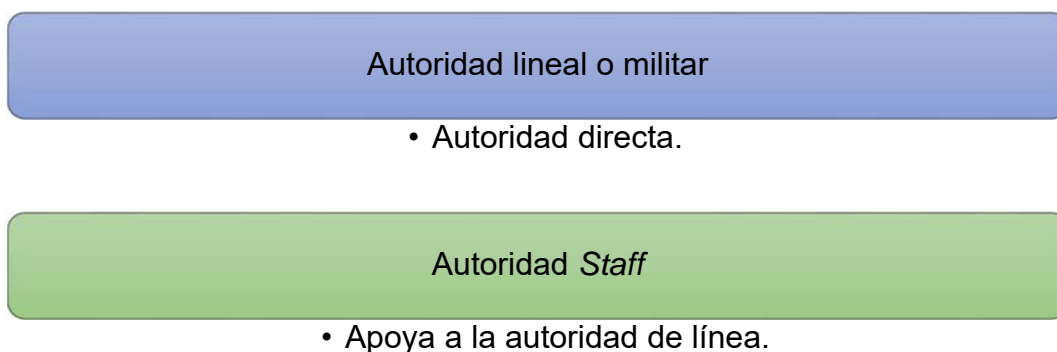 Autoridad lineal o militar
• Autoridad directa.
Autoridad Staff
• Apoya a la autoridad de línea.